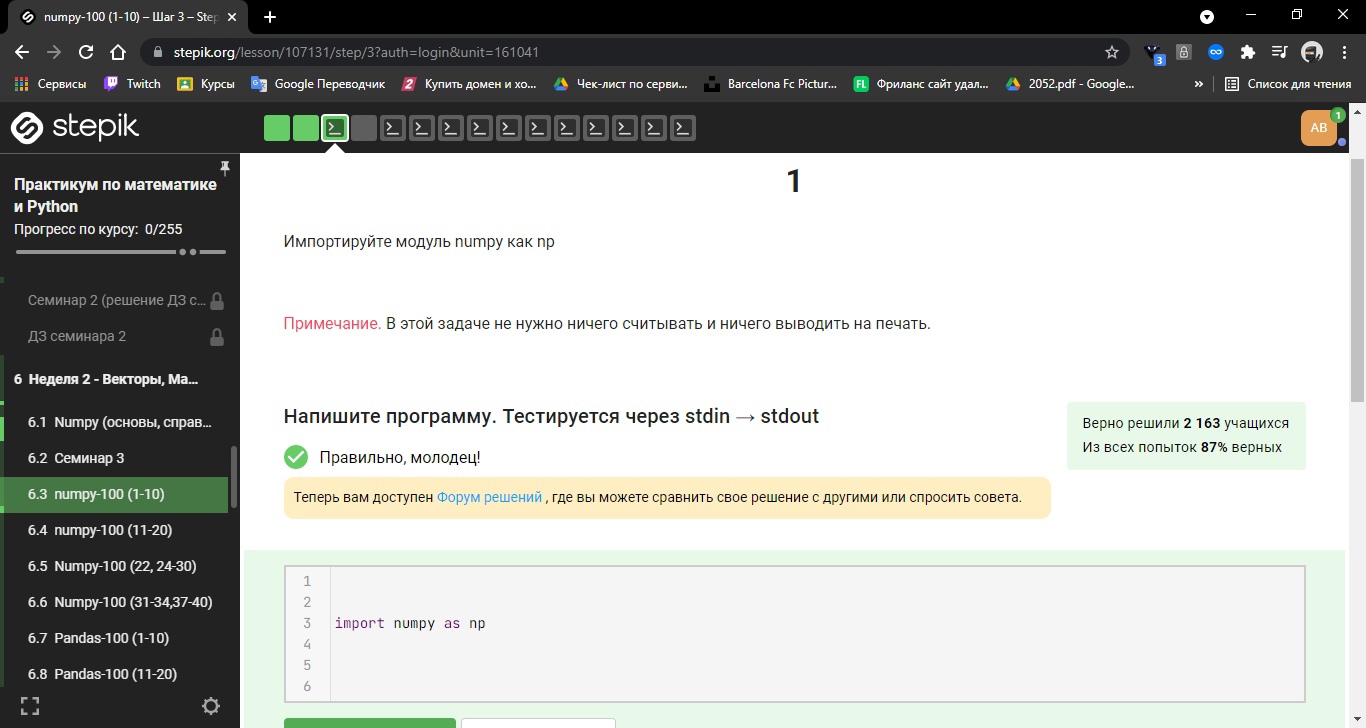 numpy-100 (1-10) – Шаг 3 – Step
stepik.org/lesson/107131/step/3?auth=login&unit=161041
3
Сервисы Twitch Курсы Google Переводчик Купить домен и хо... Чек-лист по серви... Barcelona Fc Pictur... FL Фриланс сайт удал... 2052.pdf - Google... » Список для чтения
stepik
AB 1
Практикум по математике
и Python
Прогресс по курсу: 0/255
Семинар 2 (решение ДЗ с...
ДЗ семинара 2
6 Неделя 2 - Векторы, Ма...
6.1 Numpy (основы, справ...
6.2 Семинар 3
6.3 numpy-100 (1-10)
6.4 numpy-100 (11-20)
6.5 Numpy-100 (22, 24-30)
6.6 Numpy-100 (31-34,37-40)
6.7 Pandas-100 (1-10)
6.8 Pandas-100 (11-20)
1
Импортируйте модуль numpy как np
Примечание. В этой задаче не нужно ничего считывать и ничего выводить на печать.
Напишите программу. Тестируется через stdin → stdout
Верно решили 2 163 учащихся
Из всех попыток 87% верных
Правильно, молодец!
Теперь вам доступен Форум решений , где вы можете сравнить свое решение с другими или спросить совета.
1
2
3 import numpy as np
4
5
6